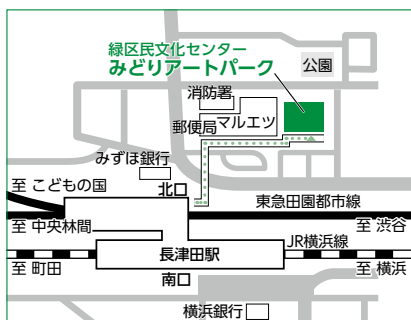 緑区民文化センター
みどりアートパーク
公園
消防署
郵便局
マルエツ
みずほ銀行
至 こどもの国
北口
東急田園都市線
至 中央林間
至 渋谷
長津田駅
JR横浜線
至 町田
至 横浜
南口
横浜銀行